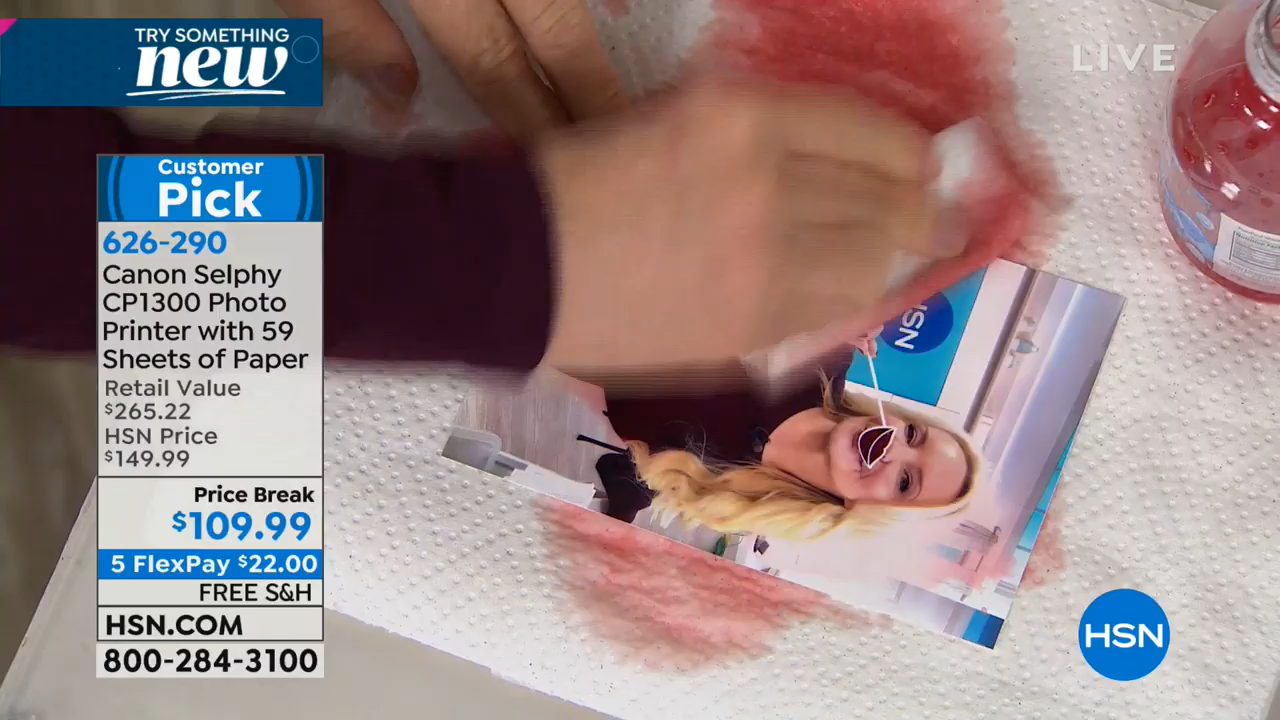 TRY SOMETHING
new
LIVE
Customer
Pick
626-290
Canon Selphy
CP1300 Photo
Printer with 59
Sheets of Paper
Retail Value
$265.22
HSN Price
$149.99
Price Break
$109.99
5 FlexPay $22.00
FREE S&H
HSN.COM
800-284-3100
HSN
HSN